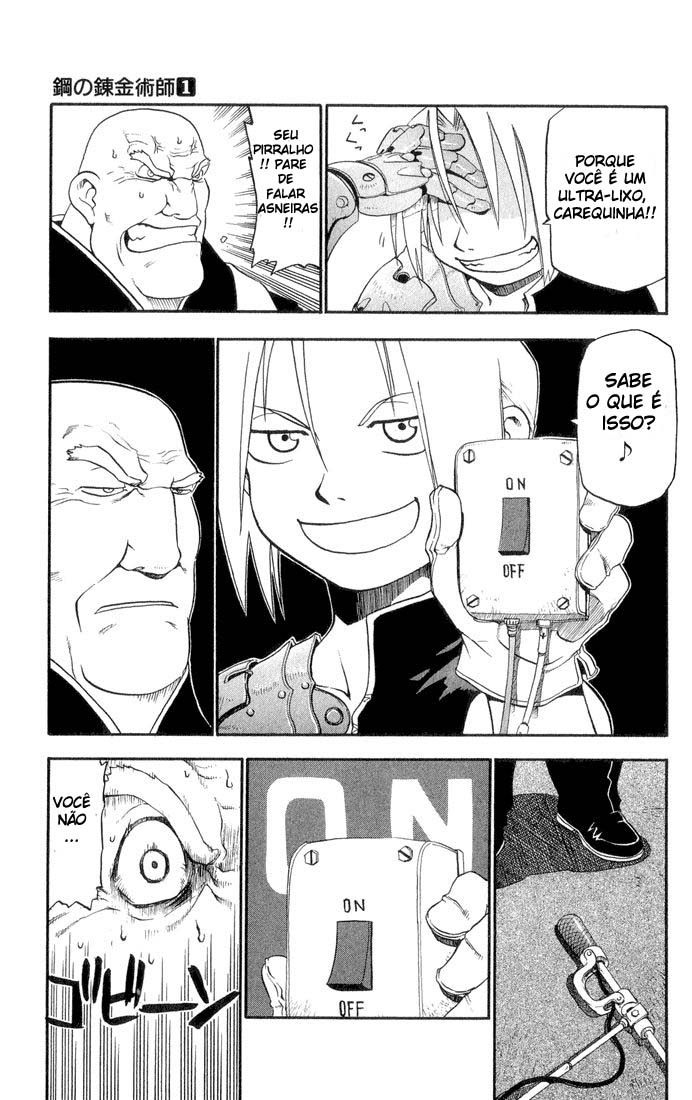 鋼の錬金術師1
PORQUE
VOCÊ É UM
ULTRA-LIXO,
CAREQUINHA!!
SEU
PIRRALHO
!! PARE
DE
FALAR
ASNEIRAS
!!
SABE
O QUE É
ISSO?
♪
ON
OFF
ON
ON
OFF
VOCÊ
NÃO
...
ゴビーン